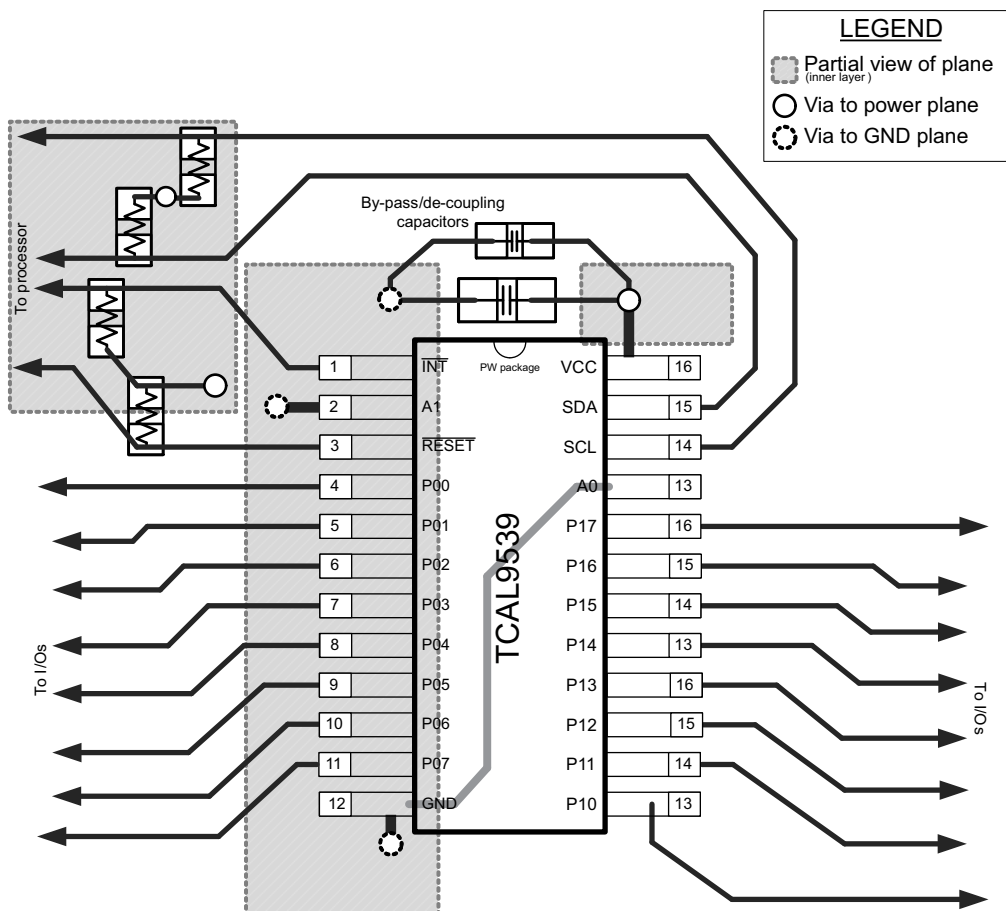 LEGEND
Partial view of plane
(inner layer)
Via to power plane
Via to GND plane
By-pass/de-coupling
capacitors
To processor
PW package
1 INT VCC 16
2 A1 SDA 15
3 RESET SCL 14
4 P00 A0 13
5 P01 P17 16
6 P02 P16 15
7 P03 P15 14
8 P04 P14 13
9 P05 P13 16
10 P06 P12 15
11 P07 P11 14
12 GND P10 13
TCAL9539
To I/Os
To I/Os